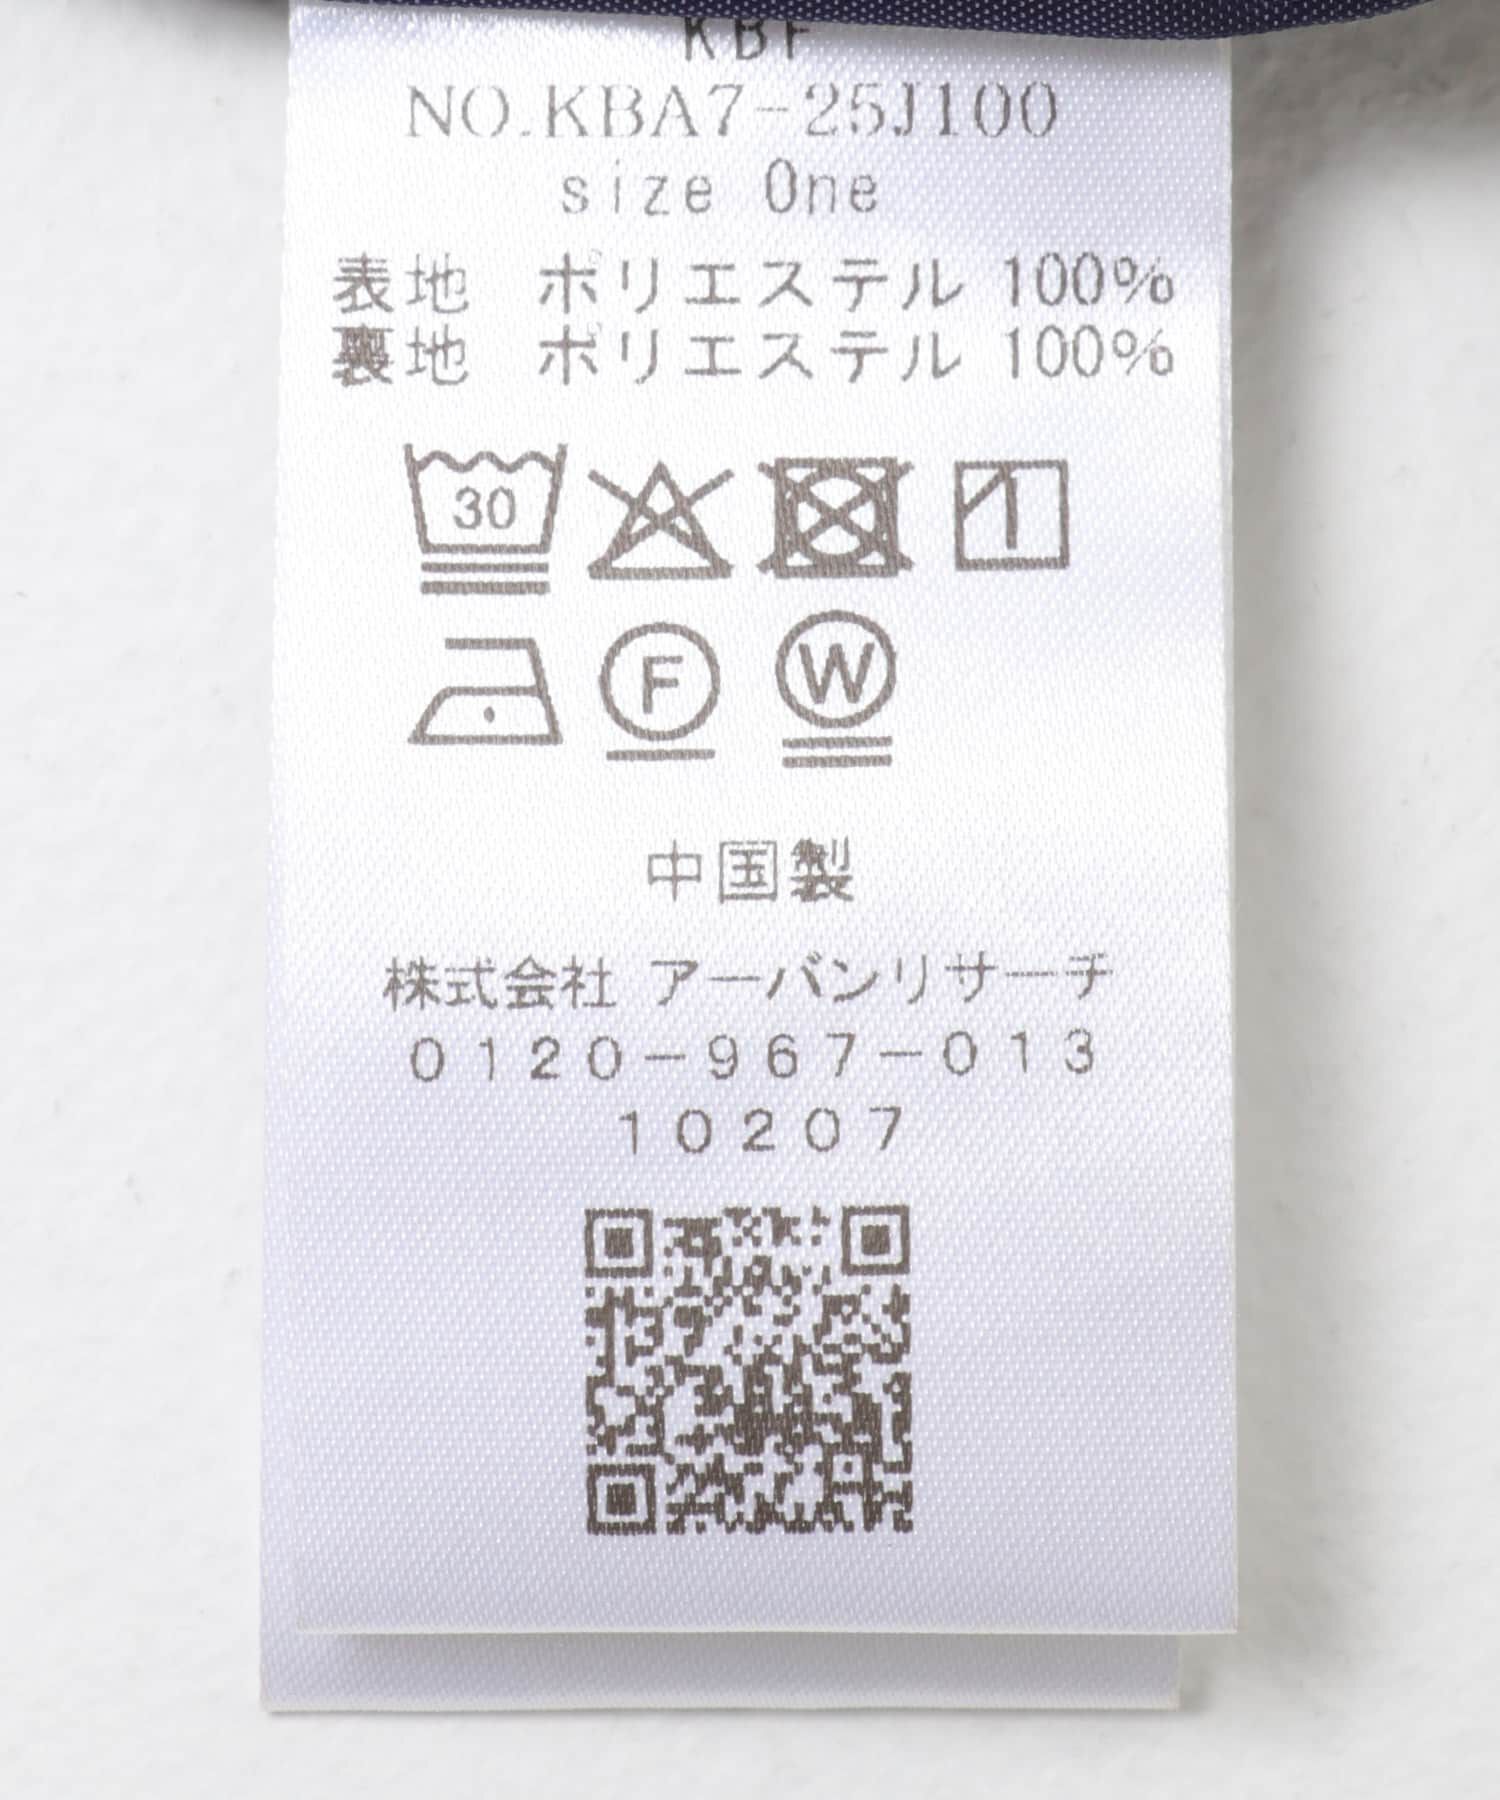 KBF
NO.KBA7-25J100
size One
表地 ポリエステル 100%
裏地 ポリエステル 100%
30
F W
中国製
株式会社 アーバンリサーチ
0120-967-013
10207